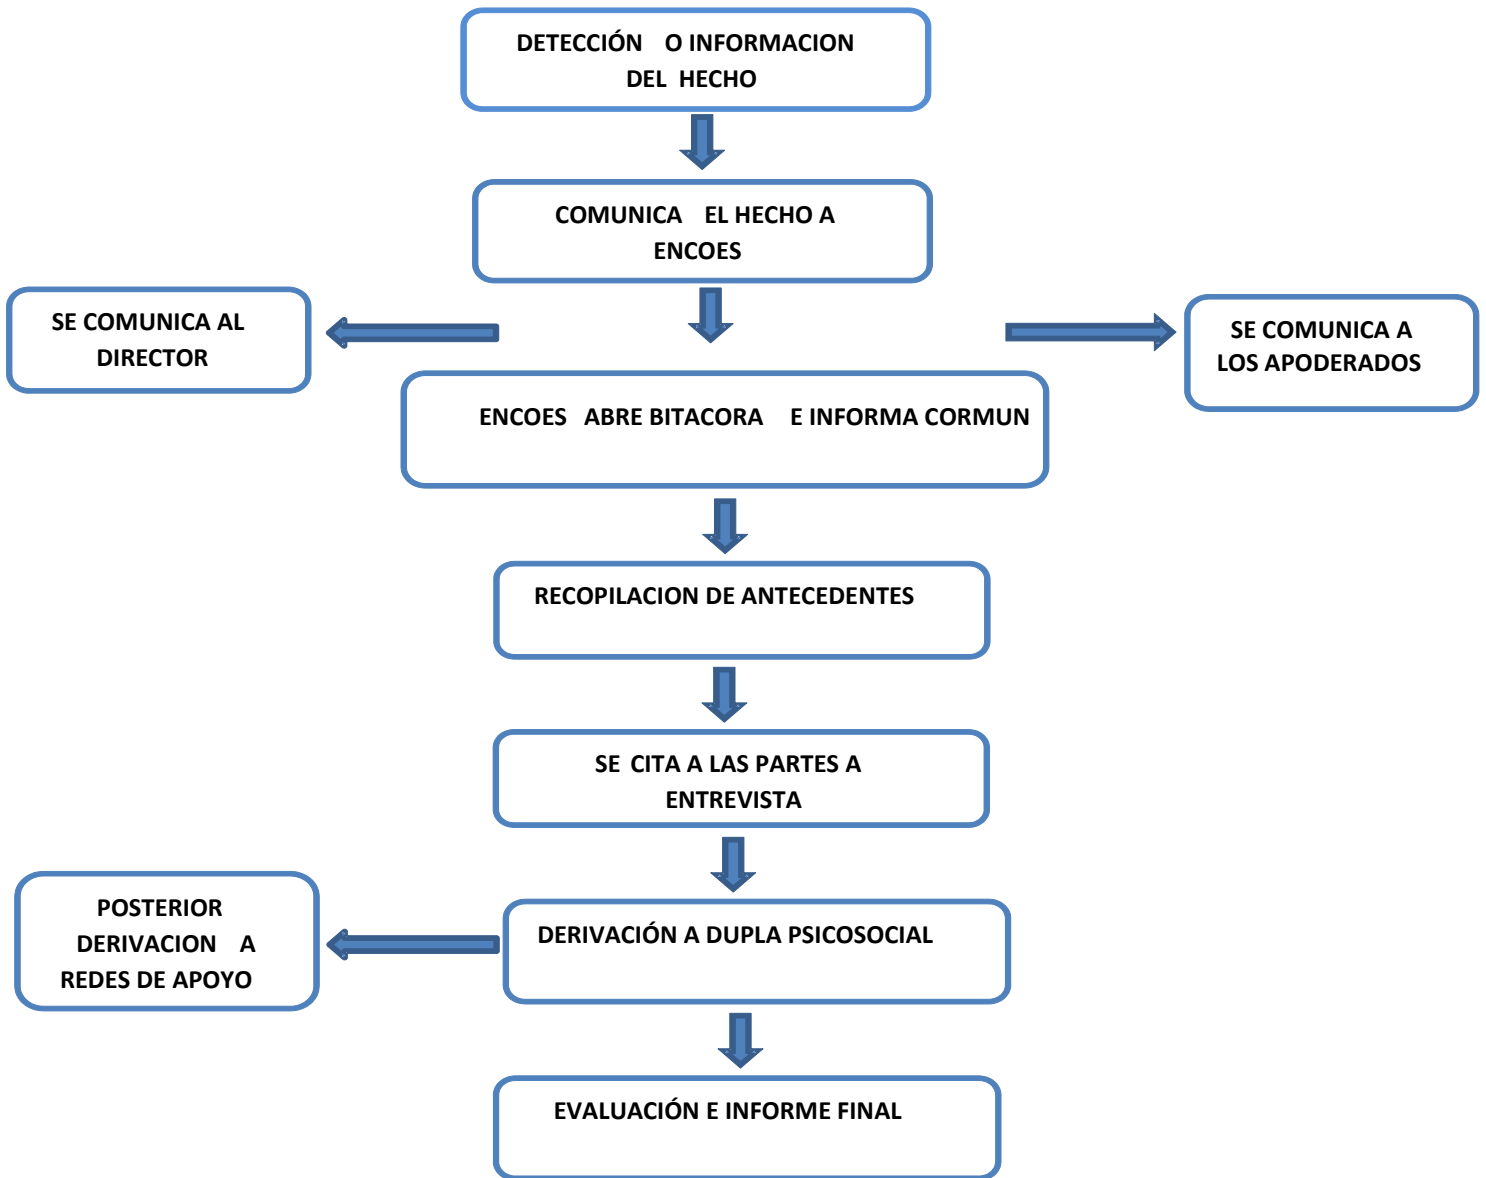 DETECCIÓN O INFORMACION
DEL HECHO
COMUNICA EL HECHO A
ENCOES
SE COMUNICA AL
DIRECTOR
SE COMUNICA A
LOS APODERADOS
ENCOES ABRE BITACORA E INFORMA CORMUN
RECOPILACION DE ANTECEDENTES
SE CITA A LAS PARTES A
ENTREVISTA
POSTERIOR
DERIVACION A
REDES DE APOYO
DERIVACIÓN A DUPLA PSICOSOCIAL
EVALUACIÓN E INFORME FINAL